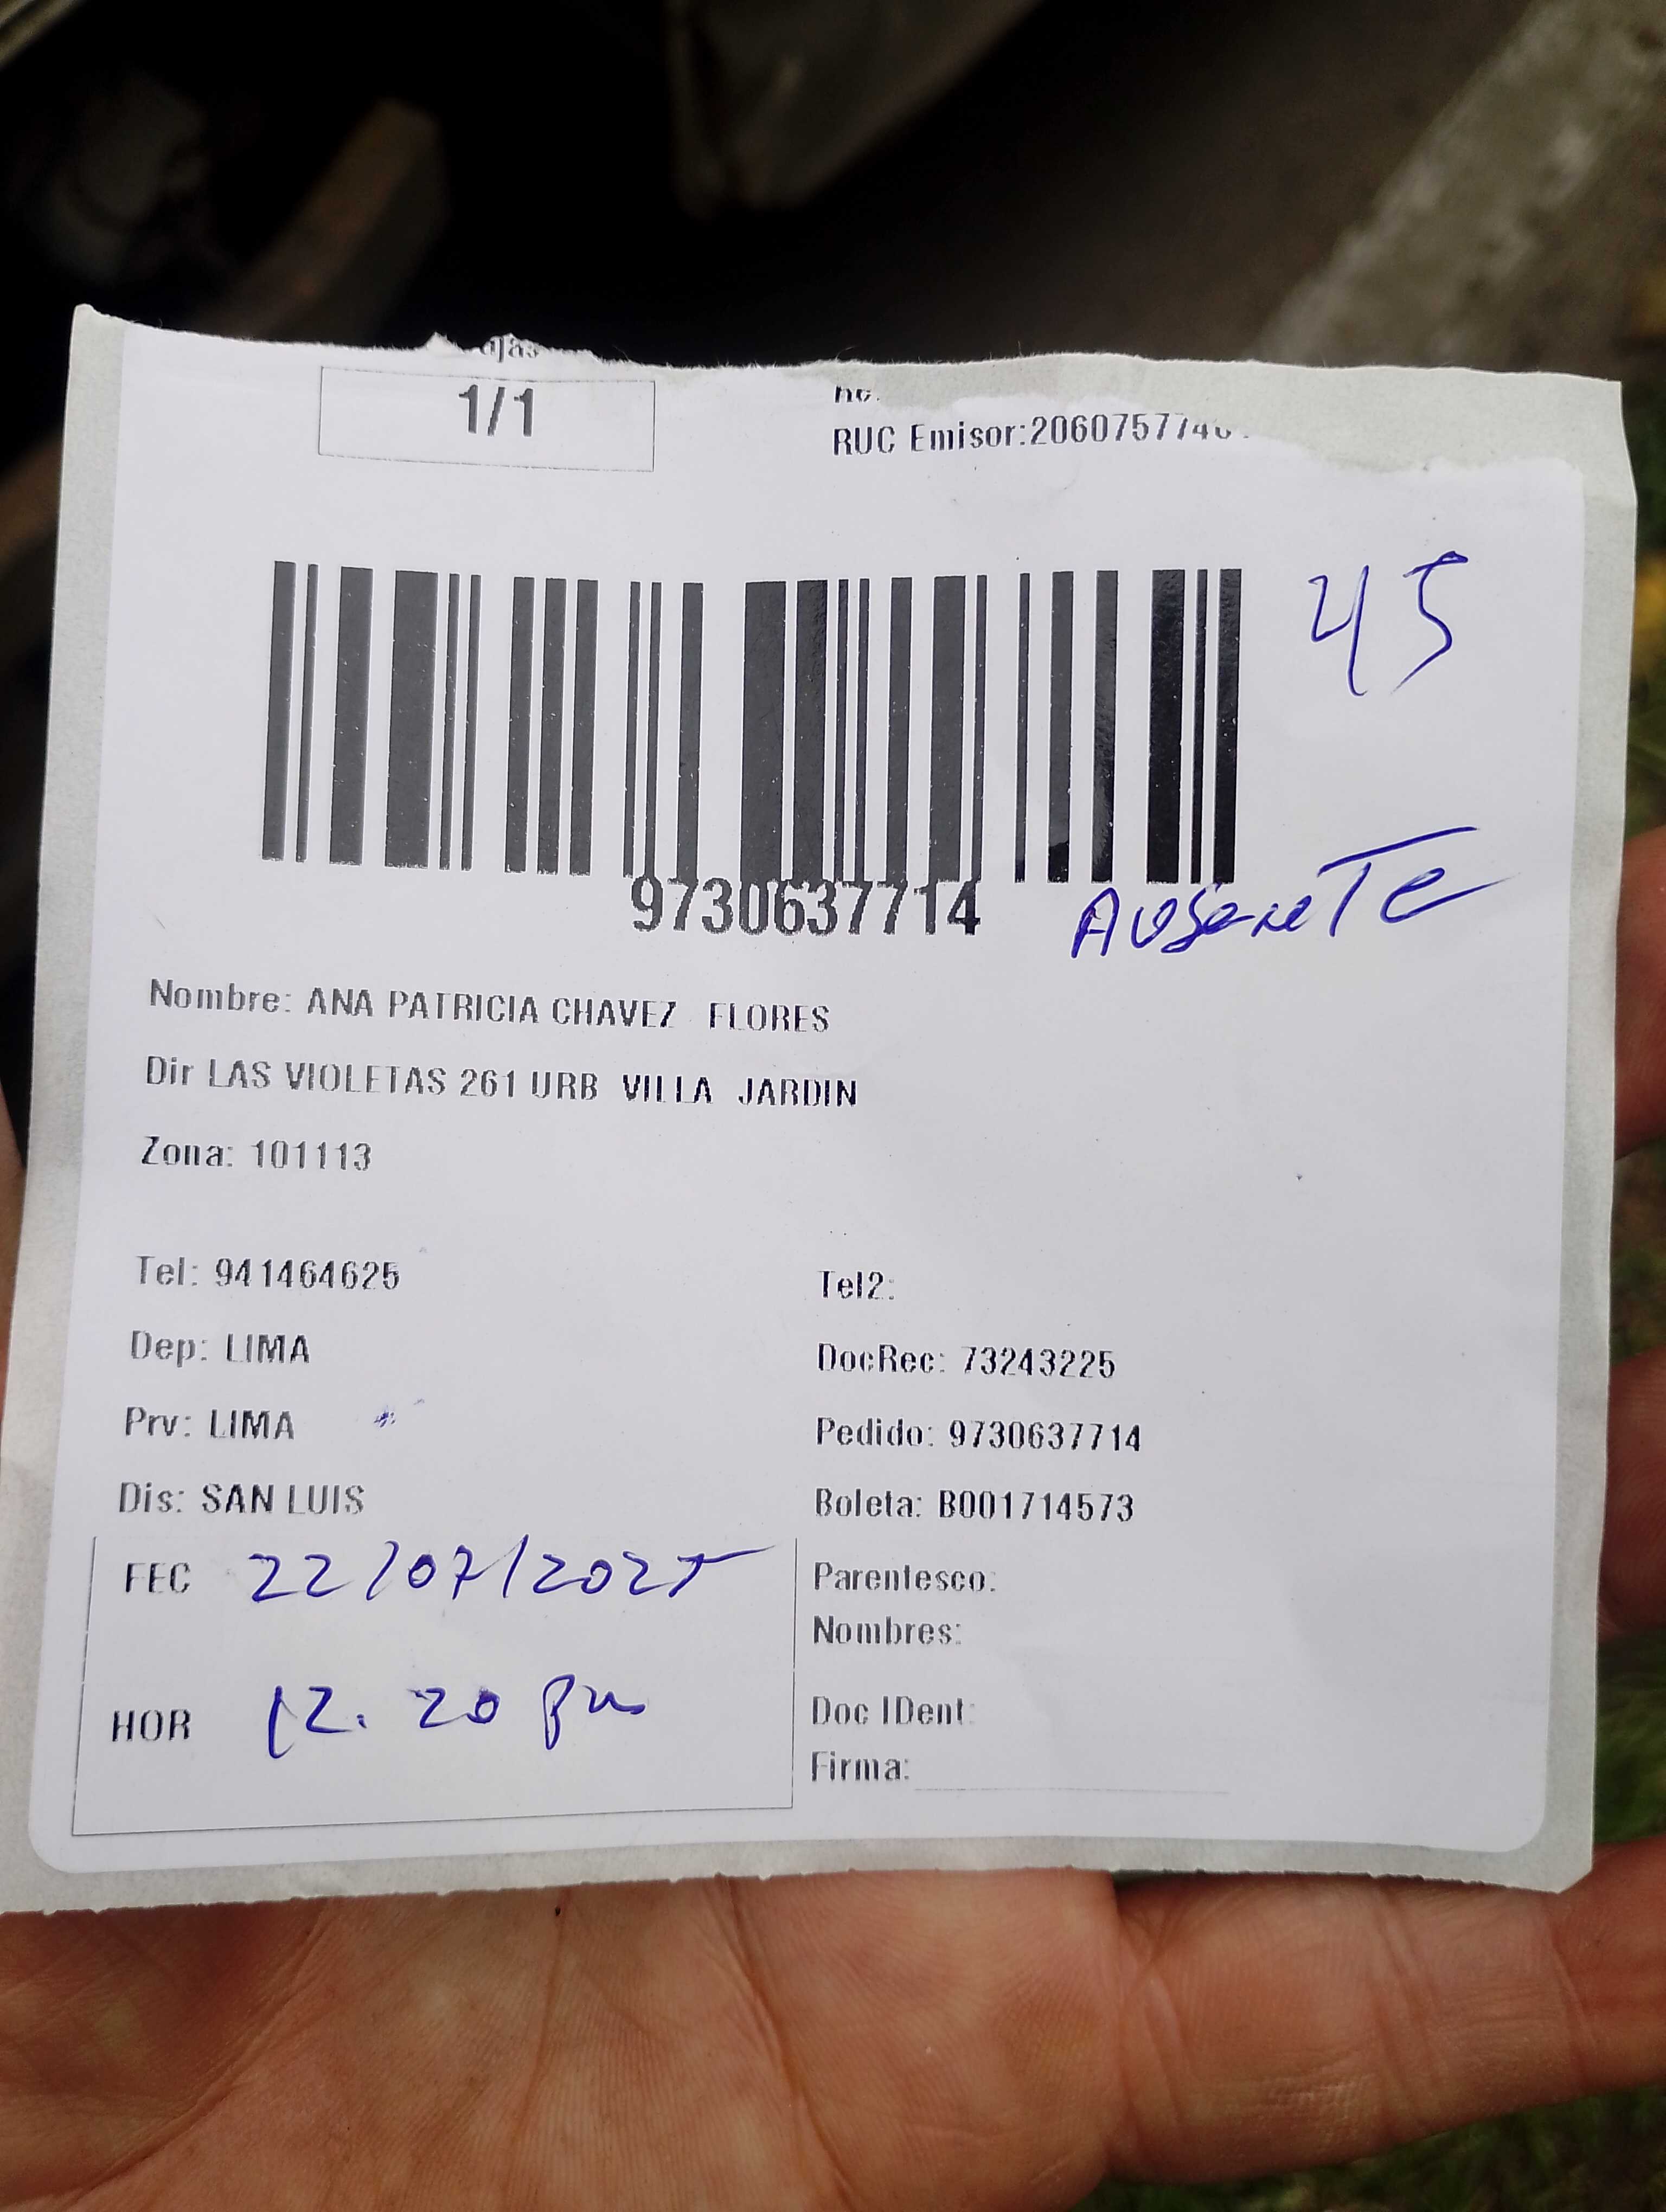 1/1
RUC Emisor:20607577
45
9730637714
AUSenTe
Nombre: ANA PATRICIA CHAVEZ FLORES
Dir LAS VIOLETAS 261 URB VILLA JARDIN
Zona: 101113
Tel: 941464625
Tel2:
Dep: LIMA
DocRec: 73243225
Prv: LIMA
Pedido: 9730637714
Dis: SAN LUIS
Boleta: B001714573
FEC 22/07/2025
Parentesco:
Nombres:
HOR 12.20 pm
Doc IDent:
Firma: